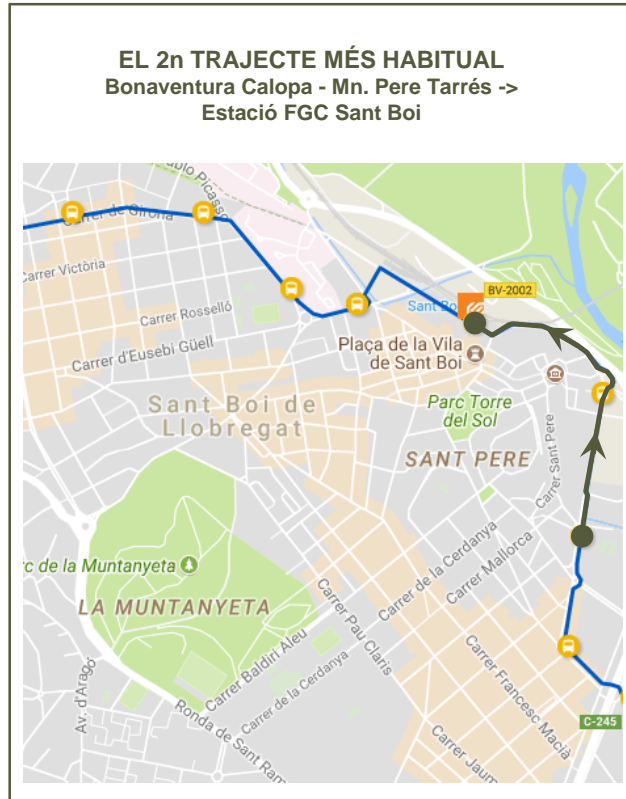 EL 2n TRAJECTE MÉS HABITUAL
Bonaventura Calopa - Mn. Pere Tarrés ->
Estació FGC Sant Boi
Picasso
Carrer de Girona
Carrer Victòria
BV-2002
Sant Bo
Carrer Rosselló
Plaça de la Vila
de Sant Boi
Carrer d'Eusebi Güell
Sant Boi de
Llobregat
Parc Torre
del Sol
SANT PERE
Carrer Sant Pere
Carrer Mallorca
Carrer de la Cerdanya
c de la Muntanyeta
LA MUNTANYETA
Carrer Pau Claris
Carrer Baldiri Aleu
Carrer de la Cerdanya
Av. d'Aragó
Ronda de Sant Ram
Carrer Francesc Macià
C-245
Carrer Jaum